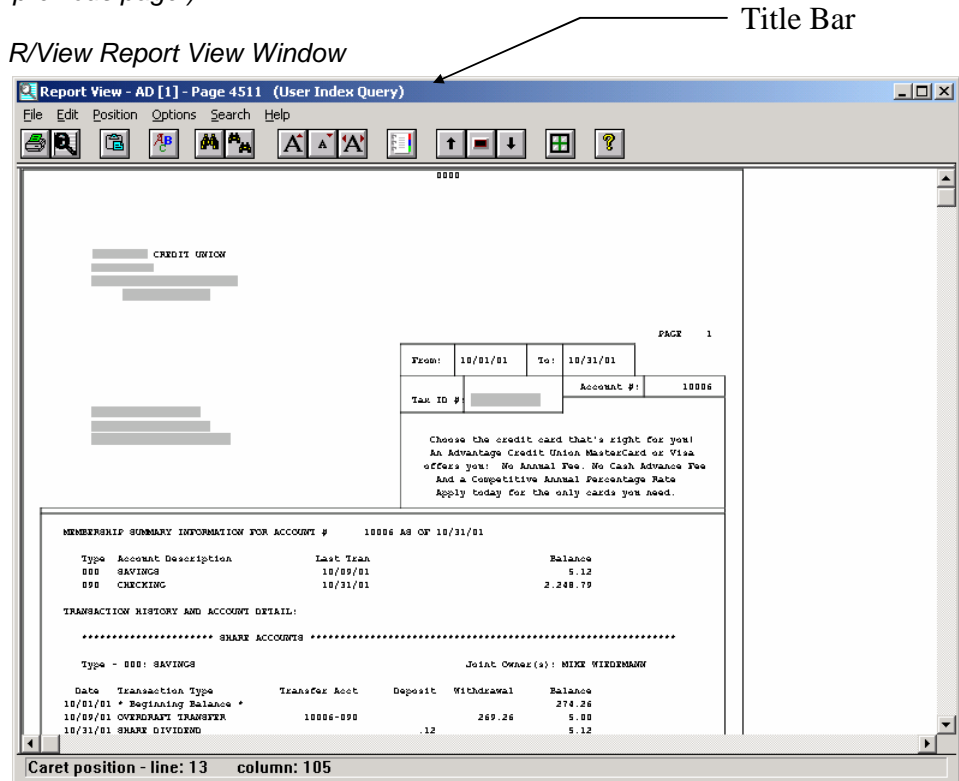 previous page.)
Title Bar
R/View Report View Window
Report View - AD [1] - Page 4511 (User Index Query)
File Edit Position Options Search Help
0000
CREDIT UNION
PAGE 1
From: 10/01/01 To: 10/31/01
Account #: 10006
Tax ID #:
Choose the credit card that's right for you!
An Advantage Credit Union MasterCard or Visa
offers you: No Annual Fee. No Cash Advance Fee
And a Competitive Annual Percentage Rate
Apply today for the only cards you need.
MEMBERSHIP SUMMARY INFORMATION FOR ACCOUNT # 10006 AS OF 10/31/01
Type Account Description Last Tran Balance
000 SAVINGS 10/09/01 5.12
090 CHECKING 10/31/01 2.248.79
TRANSACTION HISTORY AND ACCOUNT DETAIL:
********************** SHARE ACCOUNTS *************************************************************
Type - 000: SAVINGS Joint Owner(s): MIKE WIEDEMANN
Date Transaction Type Transfer Acct Deposit Withdrawal Balance
10/01/01 * Beginning Balance * 274.26
10/09/01 OVERDRAFT TRANSFER 10006-090 269.26 5.00
10/31/01 SHARE DIVIDEND .12 5.12
Caret position - line: 13 column: 105